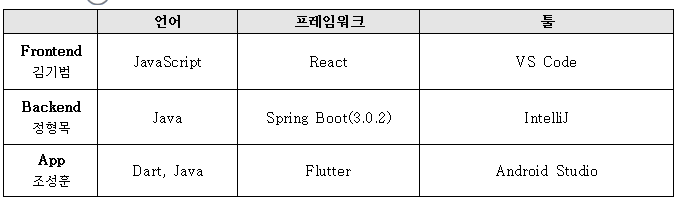 언어 프레임워크 툴
Frontend
김기범 JavaScript React VS Code
Backend
정형목 Java Spring Boot(3.0.2) IntelliJ
App
조성훈 Dart, Java Flutter Android Studio